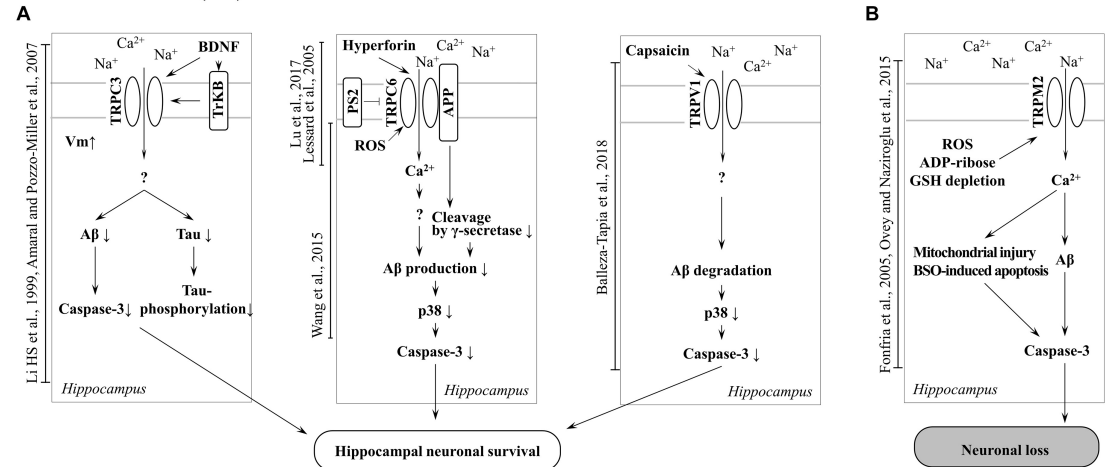 A
Li HS et al., 1999, Amaral and Pozzo-Miller et al., 2007
Ca²⁺
Na⁺
Na⁺
BDNF
TRPC3
TrKB
Vm↑
?
Aβ ↓
Tau ↓
Caspase-3↓
Tau-
phosphorylation↓
Hippocampus
Lu et al., 2017
Lessard et al., 2005
Wang et al., 2015
Hyperforin
Ca²⁺
Na⁺
Na⁺
PS2
TRPC6
APP
ROS
Ca²⁺
?
Cleavage
by γ-secretase ↓
Aβ production ↓
p38 ↓
Caspase-3 ↓
Hippocampus
Balleza-Tapia et al., 2018
Capsaicin
Na⁺
Na⁺
Ca²⁺
TRPV1
?
Aβ degradation
p38 ↓
Caspase-3 ↓
Hippocampus
Hippocampal neuronal survival
B
Fonfria et al., 2005, Ovey and Naziroglu et al., 2015
Ca²⁺
Ca²⁺
Na⁺
Na⁺
Na⁺
TRPM2
ROS
ADP-ribose
GSH depletion
Ca²⁺
Mitochondrial injury
BSO-induced apoptosis
Aβ
Caspase-3
Hippocampus
Neuronal loss